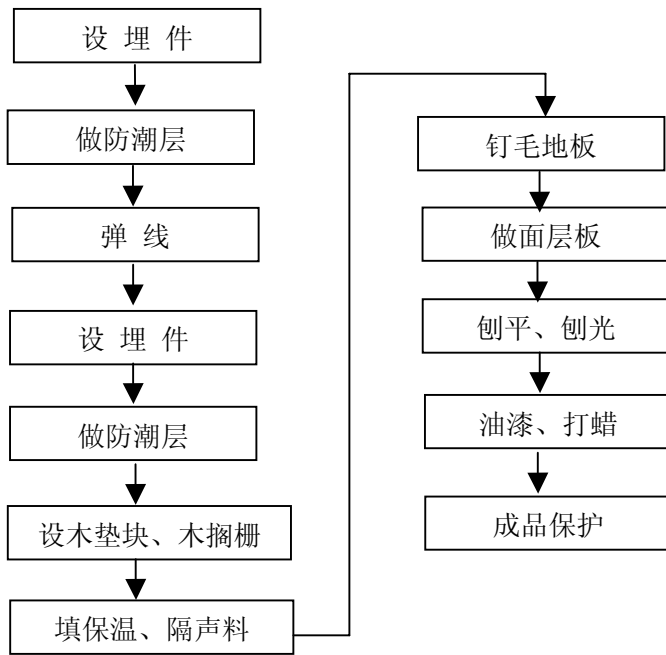 设 埋 件
做防潮层
弹 线
设 埋 件
做防潮层
设木垫块、木搁栅
填保温、隔声料
钉毛地板
做面层板
刨平、刨光
油漆、打蜡
成品保护